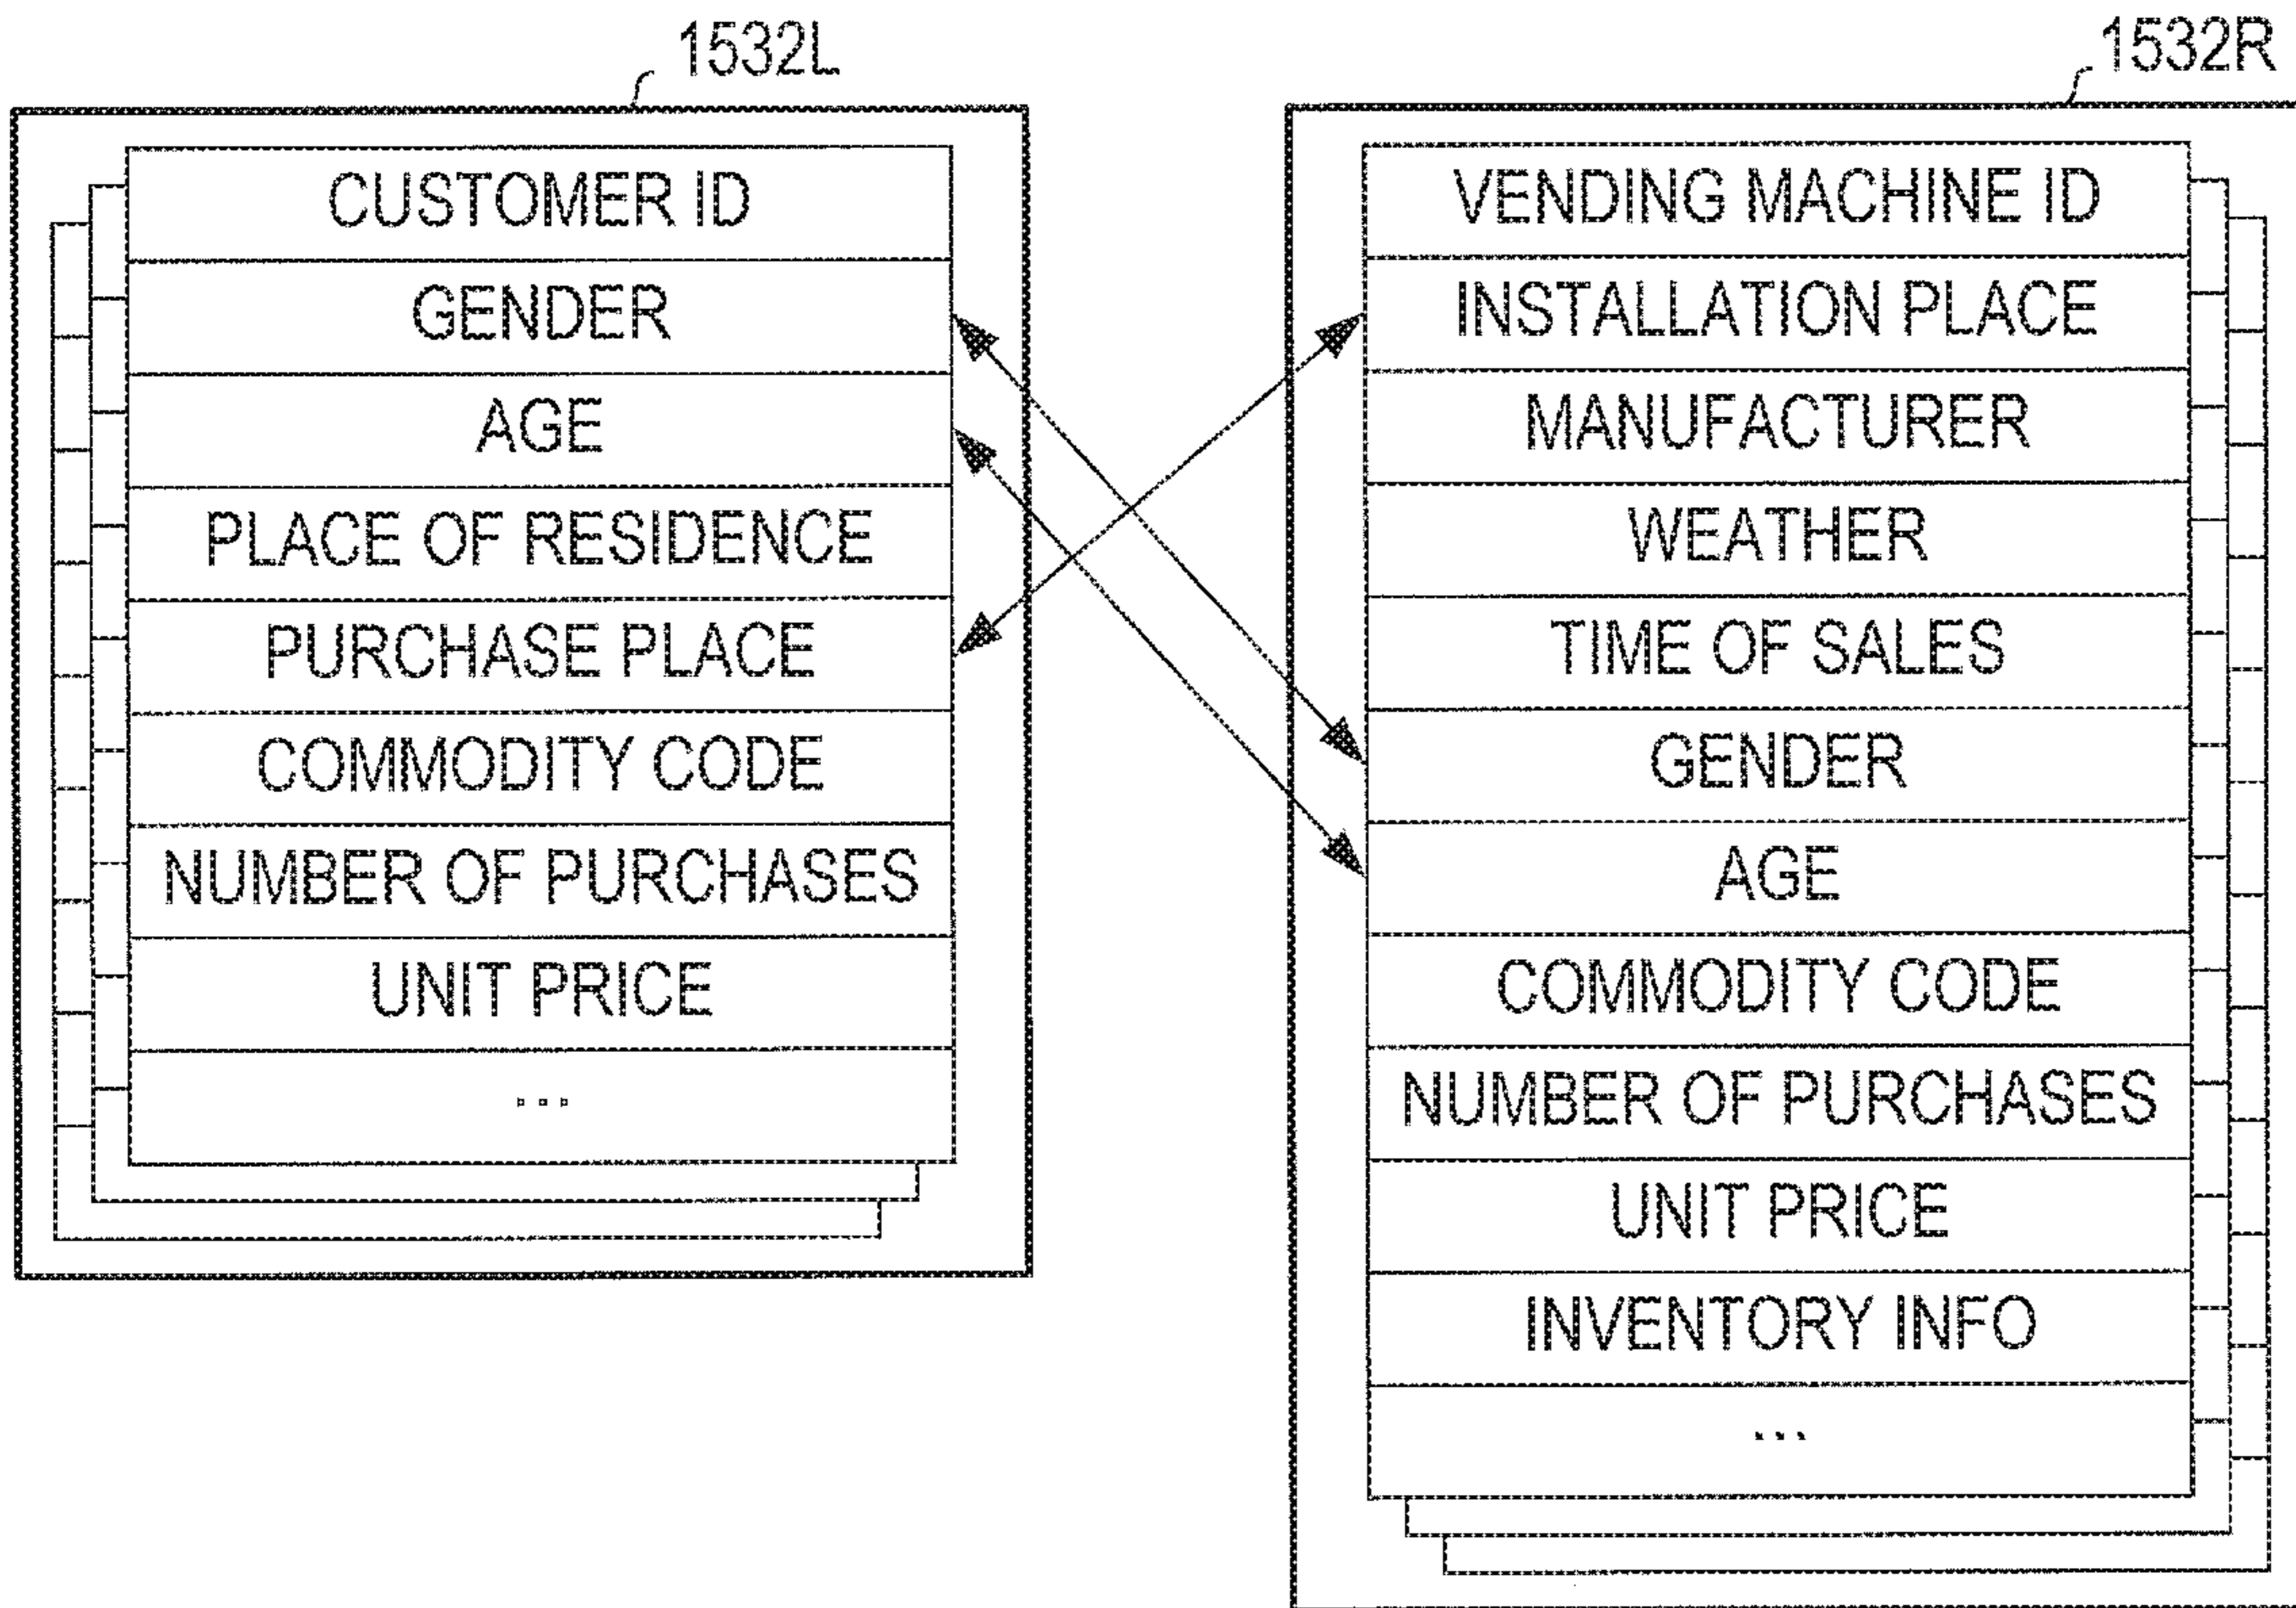 1532L
CUSTOMER ID
GENDER
AGE
PLACE OF RESIDENCE
PURCHASE PLACE
COMMODITY CODE
NUMBER OF PURCHASES
UNIT PRICE
...
1532R
VENDING MACHINE ID
INSTALLATION PLACE
MANUFACTURER
WEATHER
TIME OF SALES
GENDER
AGE
COMMODITY CODE
NUMBER OF PURCHASES
UNIT PRICE
INVENTORY INFO
...